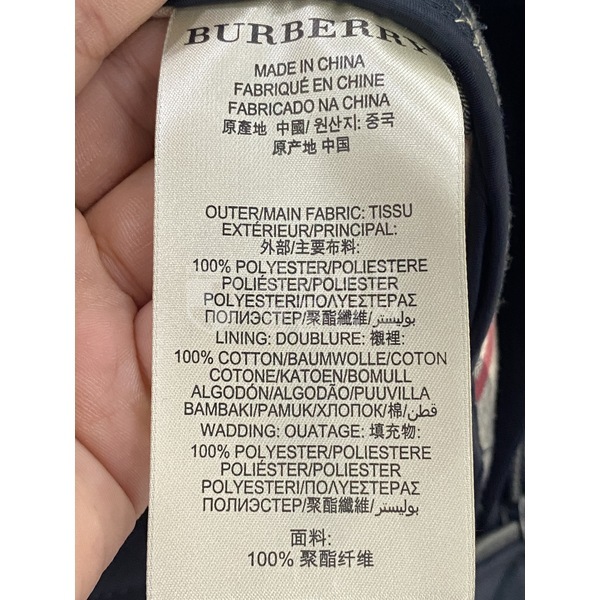 BURBERRY
MADE IN CHINA
FABRIQUÉ EN CHINE
FABRICADO NA CHINA
原產地 中國/ 원산지: 중국
原产地 中国
OUTER/MAIN FABRIC: TISSU
EXTÉRIEUR/PRINCIPAL:
外部/主要布料:
100% POLYESTER/POLIESTERE
POLIÉSTER/POLIESTER
POLYESTERI/ΠΟΛΥΕΣΤΕΡΑΣ
ПОЛИЭСТЕР/聚酯纖維/بوليستر
LINING: DOUBLURE: 襯裡:
100% COTTON/BAUMWOLLE/COTON
COTONE/KATOEN/BOMULL
ALGODÓN/ALGODÃO/PUUVILLA
BAMBAKI/PAMUK/ХЛОПОК/棉/قطن
WADDING: OUATAGE: 填充物:
100% POLYESTER/POLIESTERE
POLIÉSTER/POLIESTER
POLYESTERI/ΠΟΛΥΕΣΤΕΡΑΣ
ПОЛИЭСТЕР/聚酯纖維/بوليستر
面料:
100% 聚酯纤维